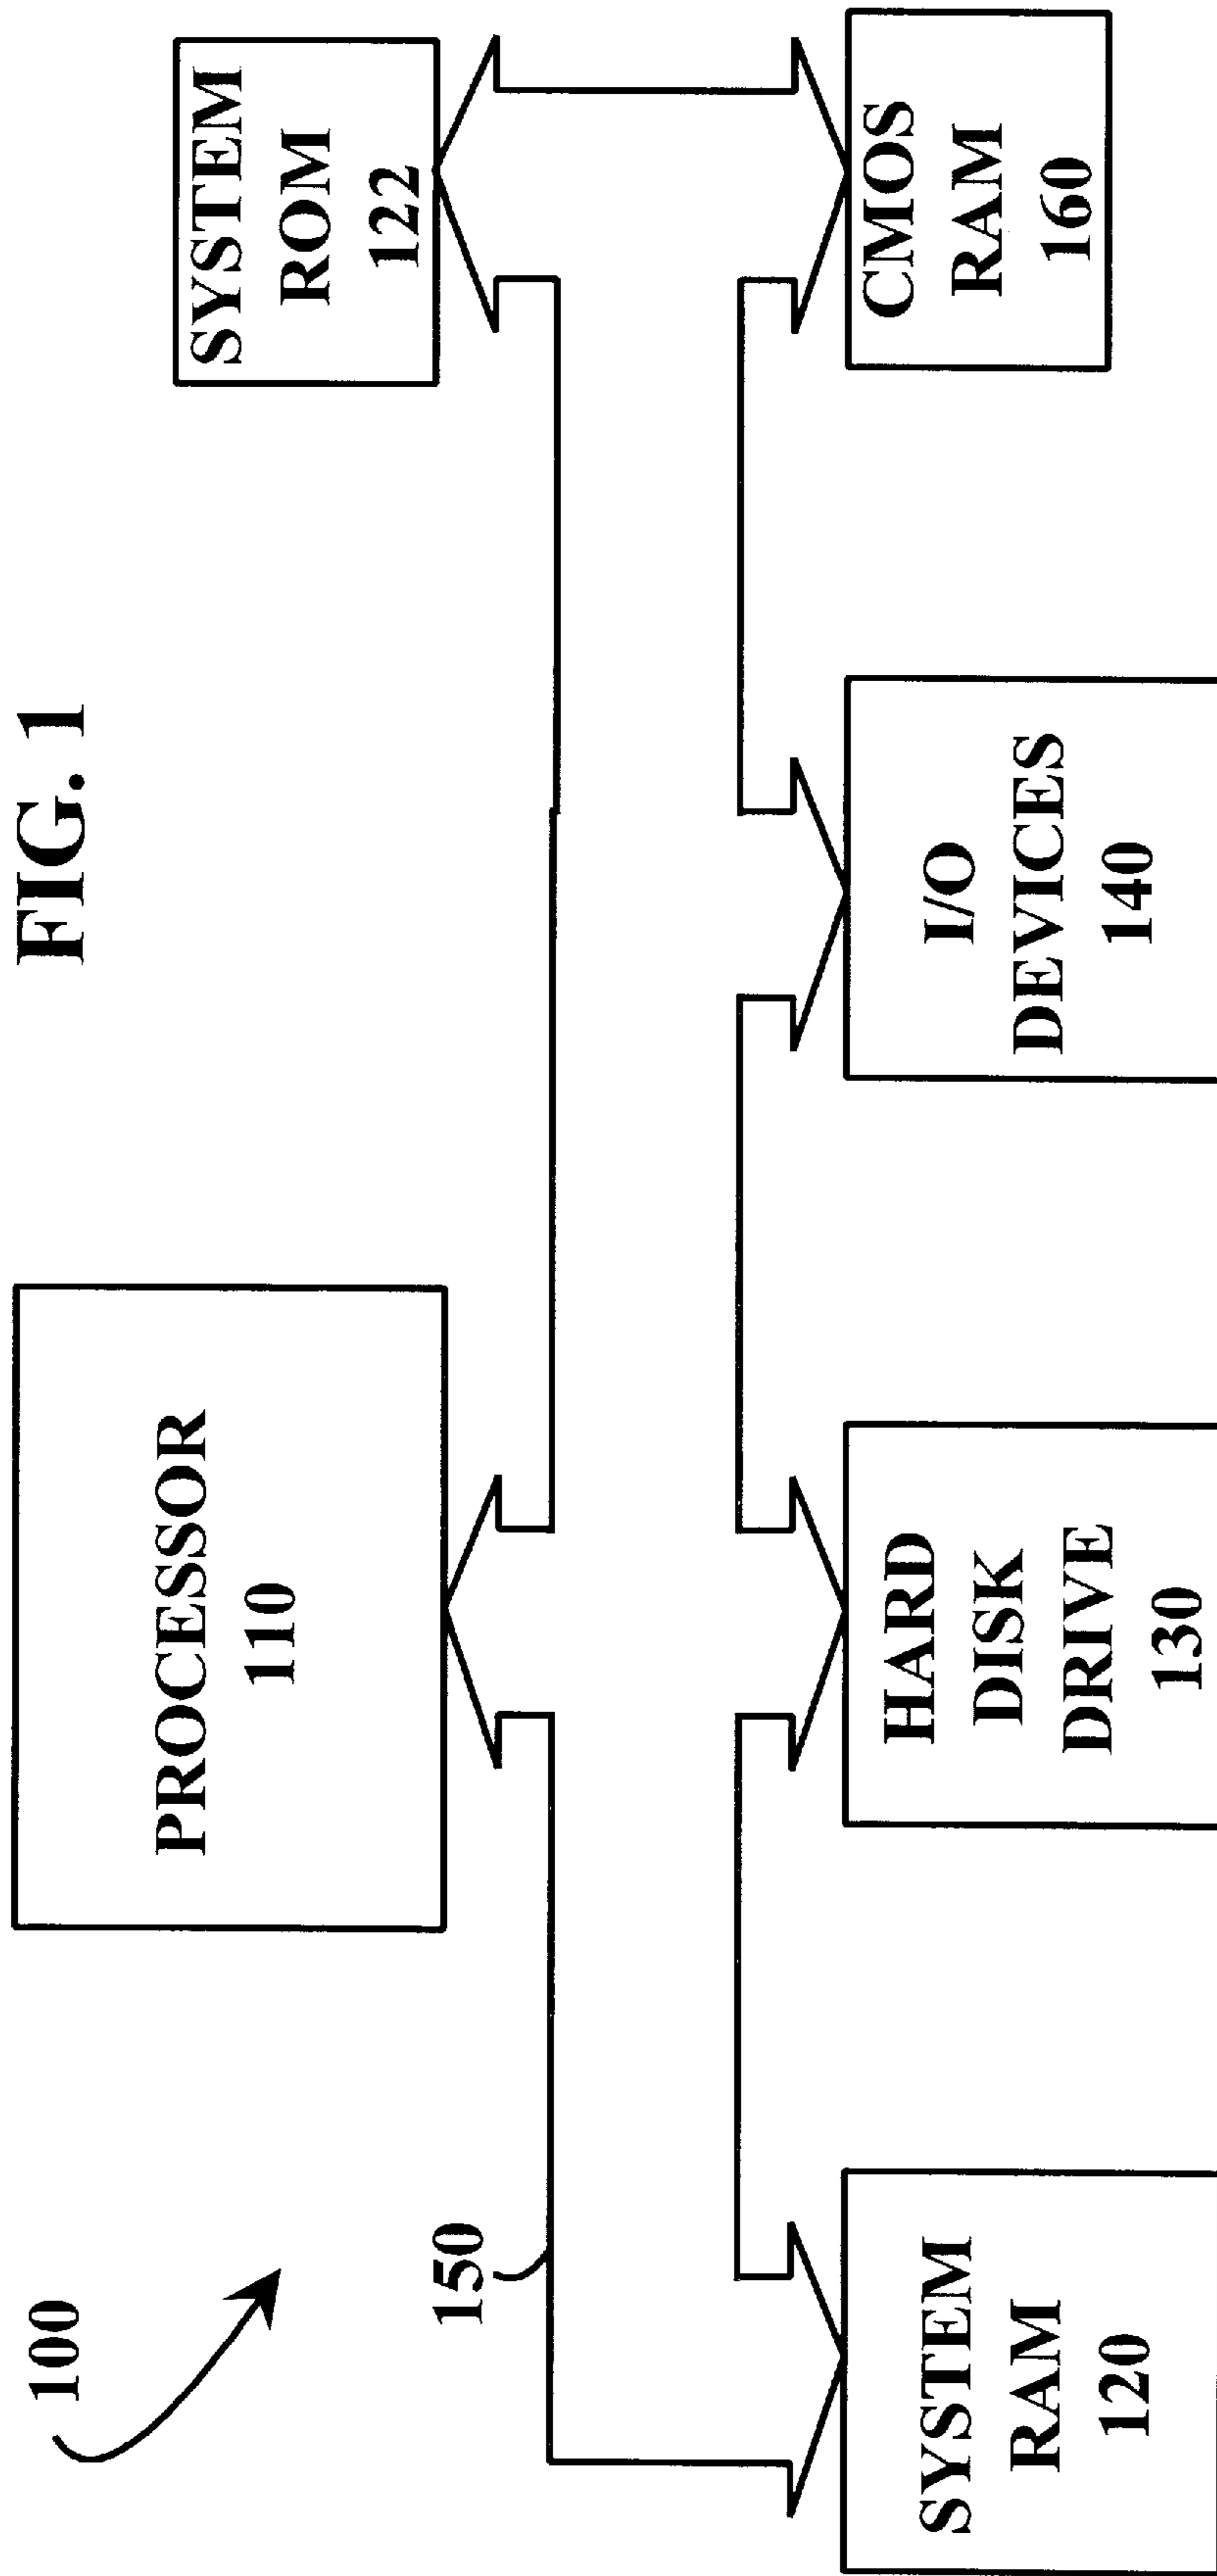 FIG. 1
100
PROCESSOR
110
SYSTEM
ROM
122
150
SYSTEM
RAM
120
HARD
DISK
DRIVE
130
I/O
DEVICES
140
CMOS
RAM
160